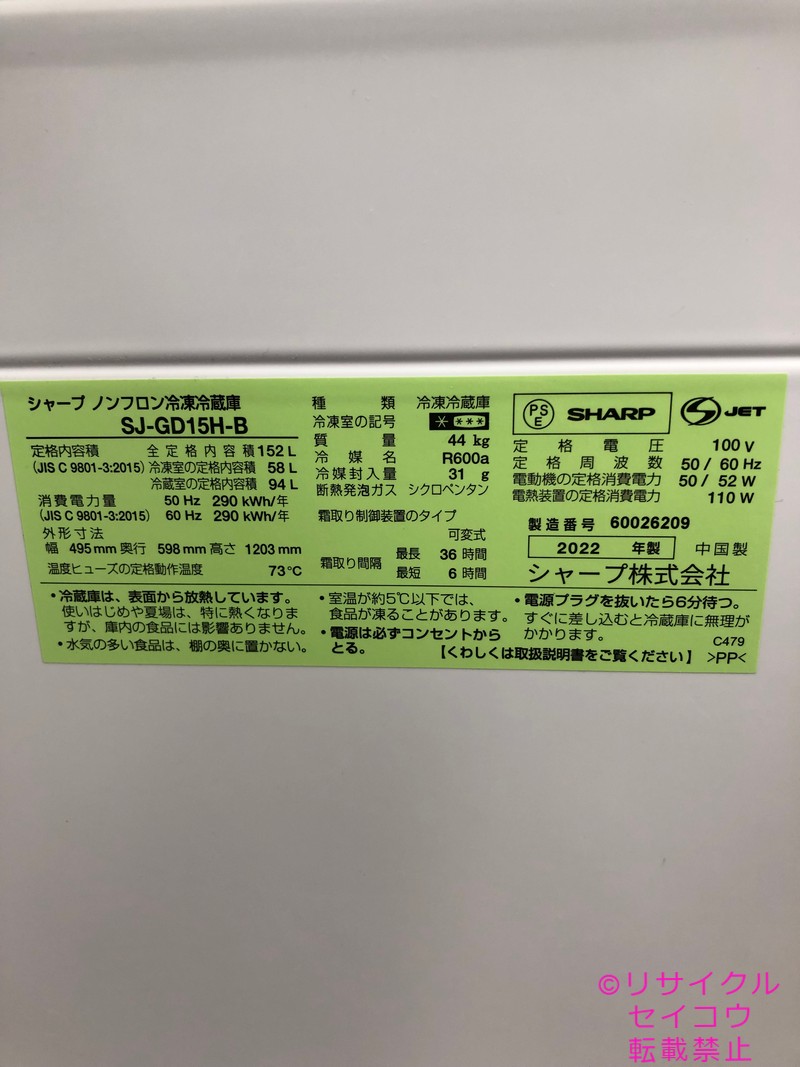 シャープ ノンフロン冷凍冷蔵庫
SJ-GD15H-B
定格内容積 全定格内容積 152 L
(JIS C 9801-3:2015) 冷凍室の定格内容積 58 L
冷蔵室の定格内容積 94 L
消費電力量 50 Hz 290 kWh/年
(JIS C 9801-3:2015) 60 Hz 290 kWh/年
外形寸法
幅 495mm 奥行 598mm 高さ 1203mm
温度ヒューズの定格動作温度 73℃
種類 冷凍冷蔵庫
冷凍室の記号 * ***
質量 44 kg
冷媒名 R600a
冷媒封入量 31 g
断熱発泡ガス シクロペンタン
霜取り制御装置のタイプ
可変式
霜取り間隔 最長 36 時間
最短 6 時間
PSE SHARP S JET
定格電圧 100 V
定格周波数 50 / 60 Hz
電動機の定格消費電力 50 / 52 W
電熱装置の定格消費電力 110 W
製造番号 60026209
2022 年製 中国製
シャープ株式会社
・冷蔵庫は、表面から放熱しています。
使いはじめや夏場は、特に熱くなりま
すが、庫内の食品には影響ありません。
・水気の多い食品は、棚の奥に置かない。
・室温が約5℃以下では、
食品が凍ることがあります。
・電源は必ずコンセントから
とる。
・電源プラグを抜いたら6分待つ。
すぐに差し込むと冷蔵庫に無理が
かかります。
C479
【くわしくは取扱説明書をご覧ください】 >PP<
©リサイクル
セイコウ
転載禁止